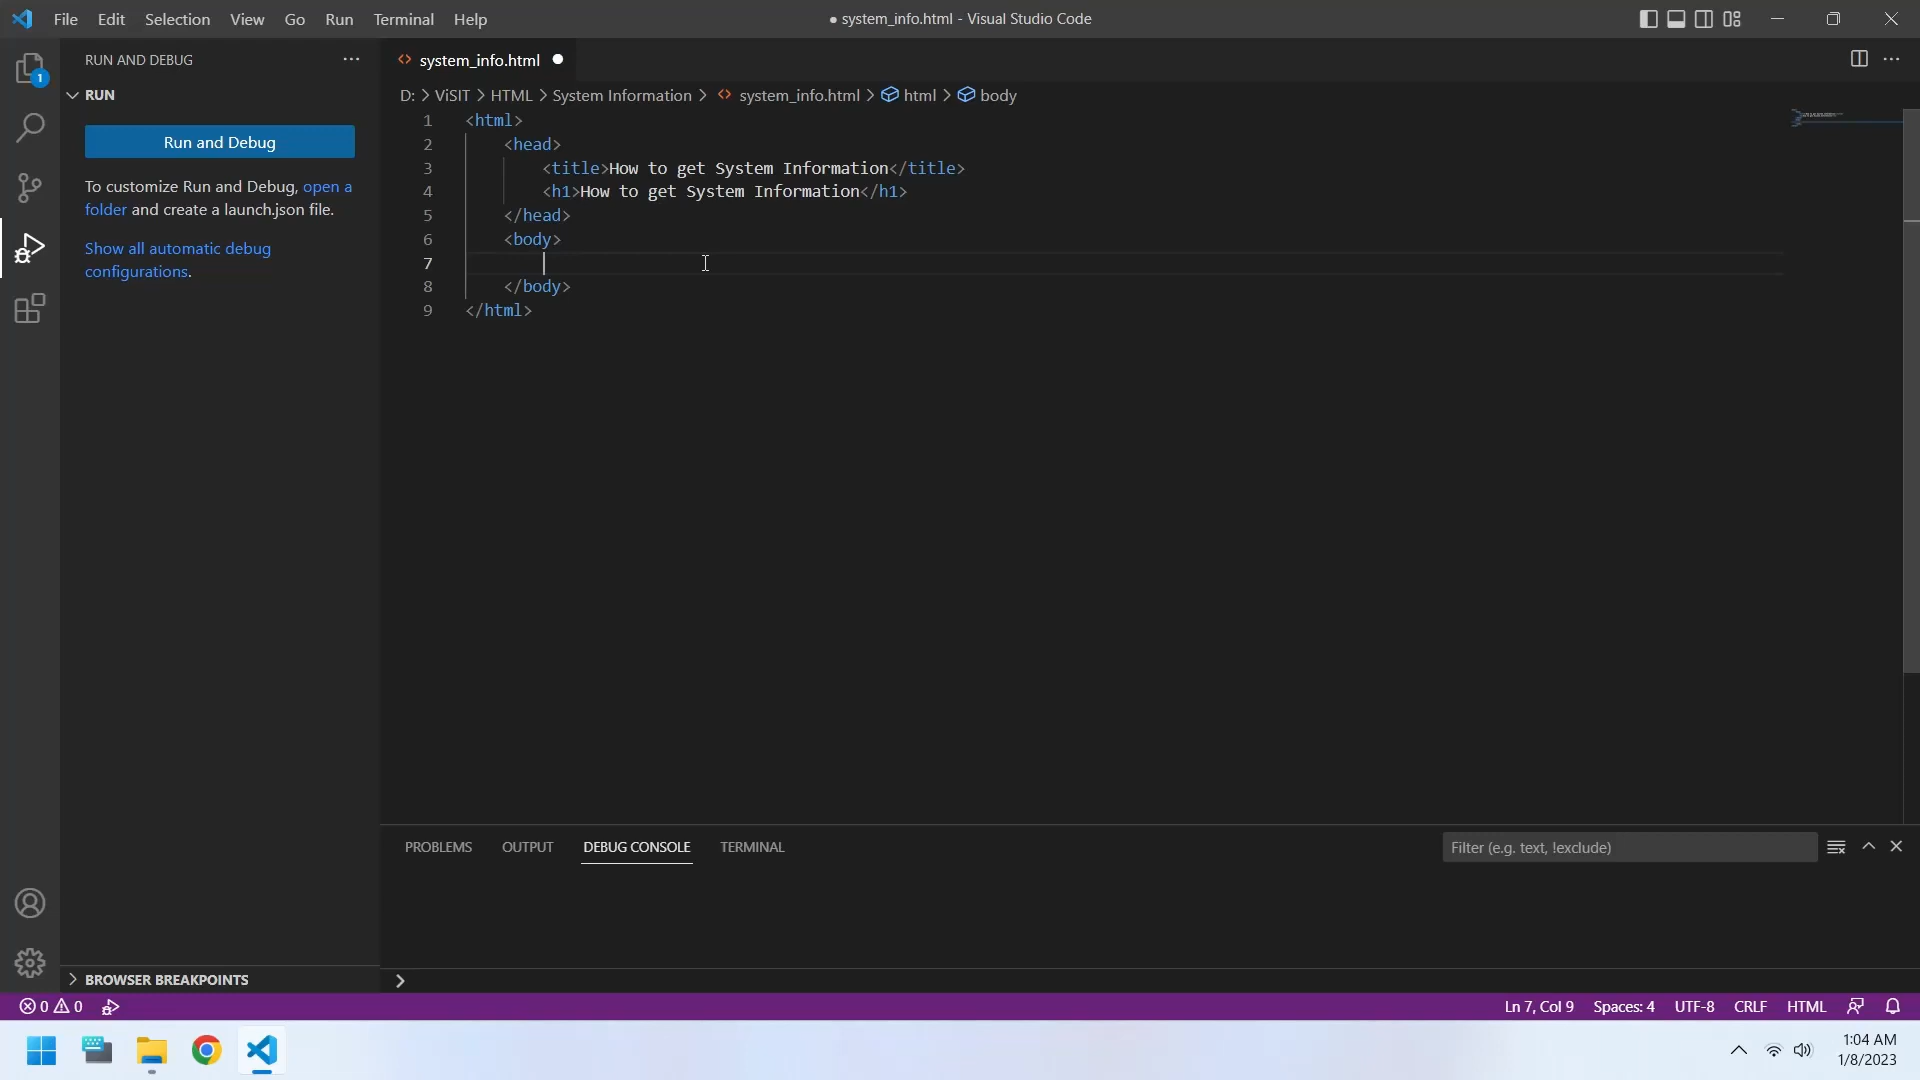 File Edit Selection View Go Run Terminal Help
● system_info.html - Visual Studio Code
RUN AND DEBUG
system_info.html
RUN
D: > ViSIT > HTML > System Information > system_info.html > html > body
1
Run and Debug
To customize Run and Debug, open a
folder and create a launch.json file.
Show all automatic debug
configurations.
1 <html>
2 <head>
3 <title>How to get System Information</title>
4 <h1>How to get System Information</h1>
5 </head>
6 <body>
7
8 </body>
9 </html>
PROBLEMS OUTPUT DEBUG CONSOLE TERMINAL
Filter (e.g. text, !exclude)
BROWSER BREAKPOINTS
0 0
Ln 7, Col 9 Spaces: 4 UTF-8 CRLF HTML
1:04 AM
1/8/2023